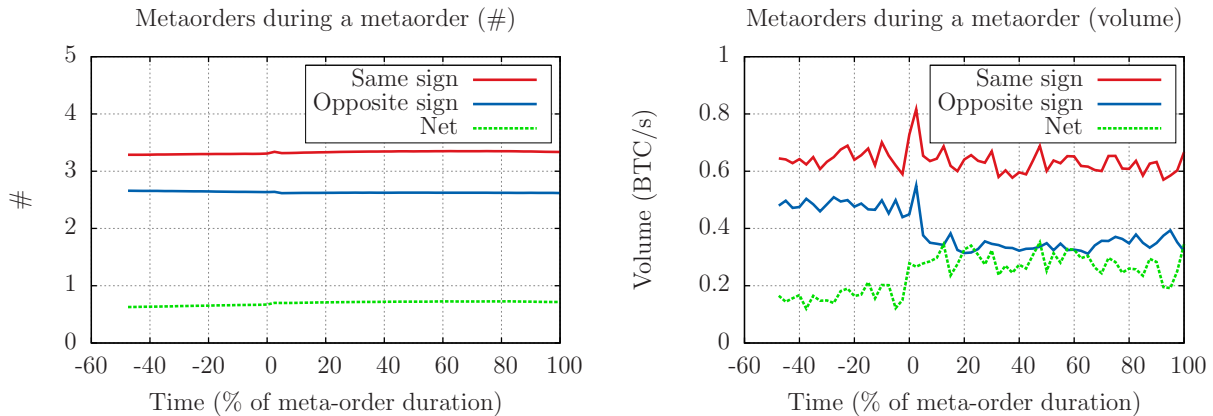 Metaorders during a metaorder (#)
5
4
3
2
1
0
-60 -40 -20 0 20 40 60 80 100
#
Time (% of meta-order duration)
Same sign
Opposite sign
Net
Metaorders during a metaorder (volume)
1
0.8
0.6
0.4
0.2
0
-60 -40 -20 0 20 40 60 80 100
Volume (BTC/s)
Time (% of meta-order duration)
Same sign
Opposite sign
Net